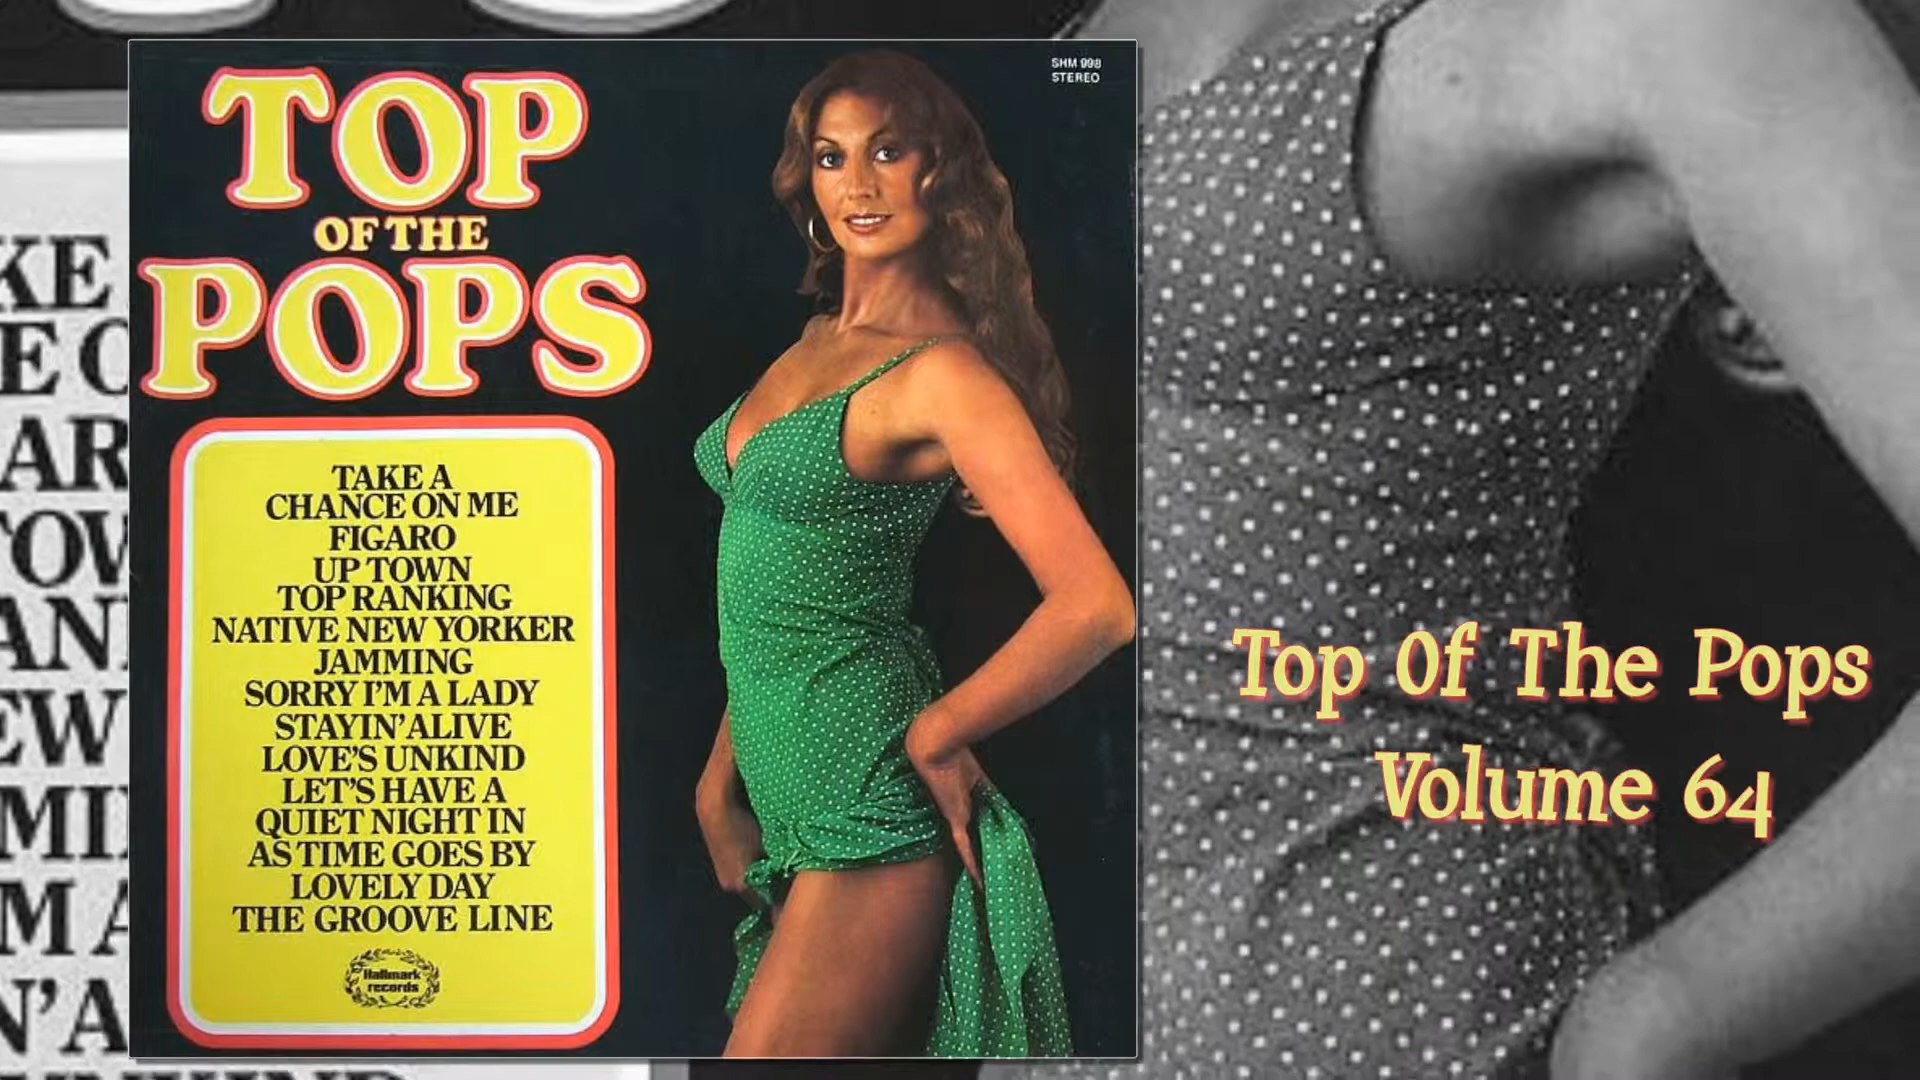 TOP
OF THE
POPS
SHM 998
STEREO
TAKE A
CHANCE ON ME
FIGARO
UP TOWN
TOP RANKING
NATIVE NEW YORKER
JAMMING
SORRY I'M A LADY
STAYIN' ALIVE
LOVE'S UNKIND
LET'S HAVE A
QUIET NIGHT IN
AS TIME GOES BY
LOVELY DAY
THE GROOVE LINE
Hallmark
records
Top Of The Pops
Volume 64